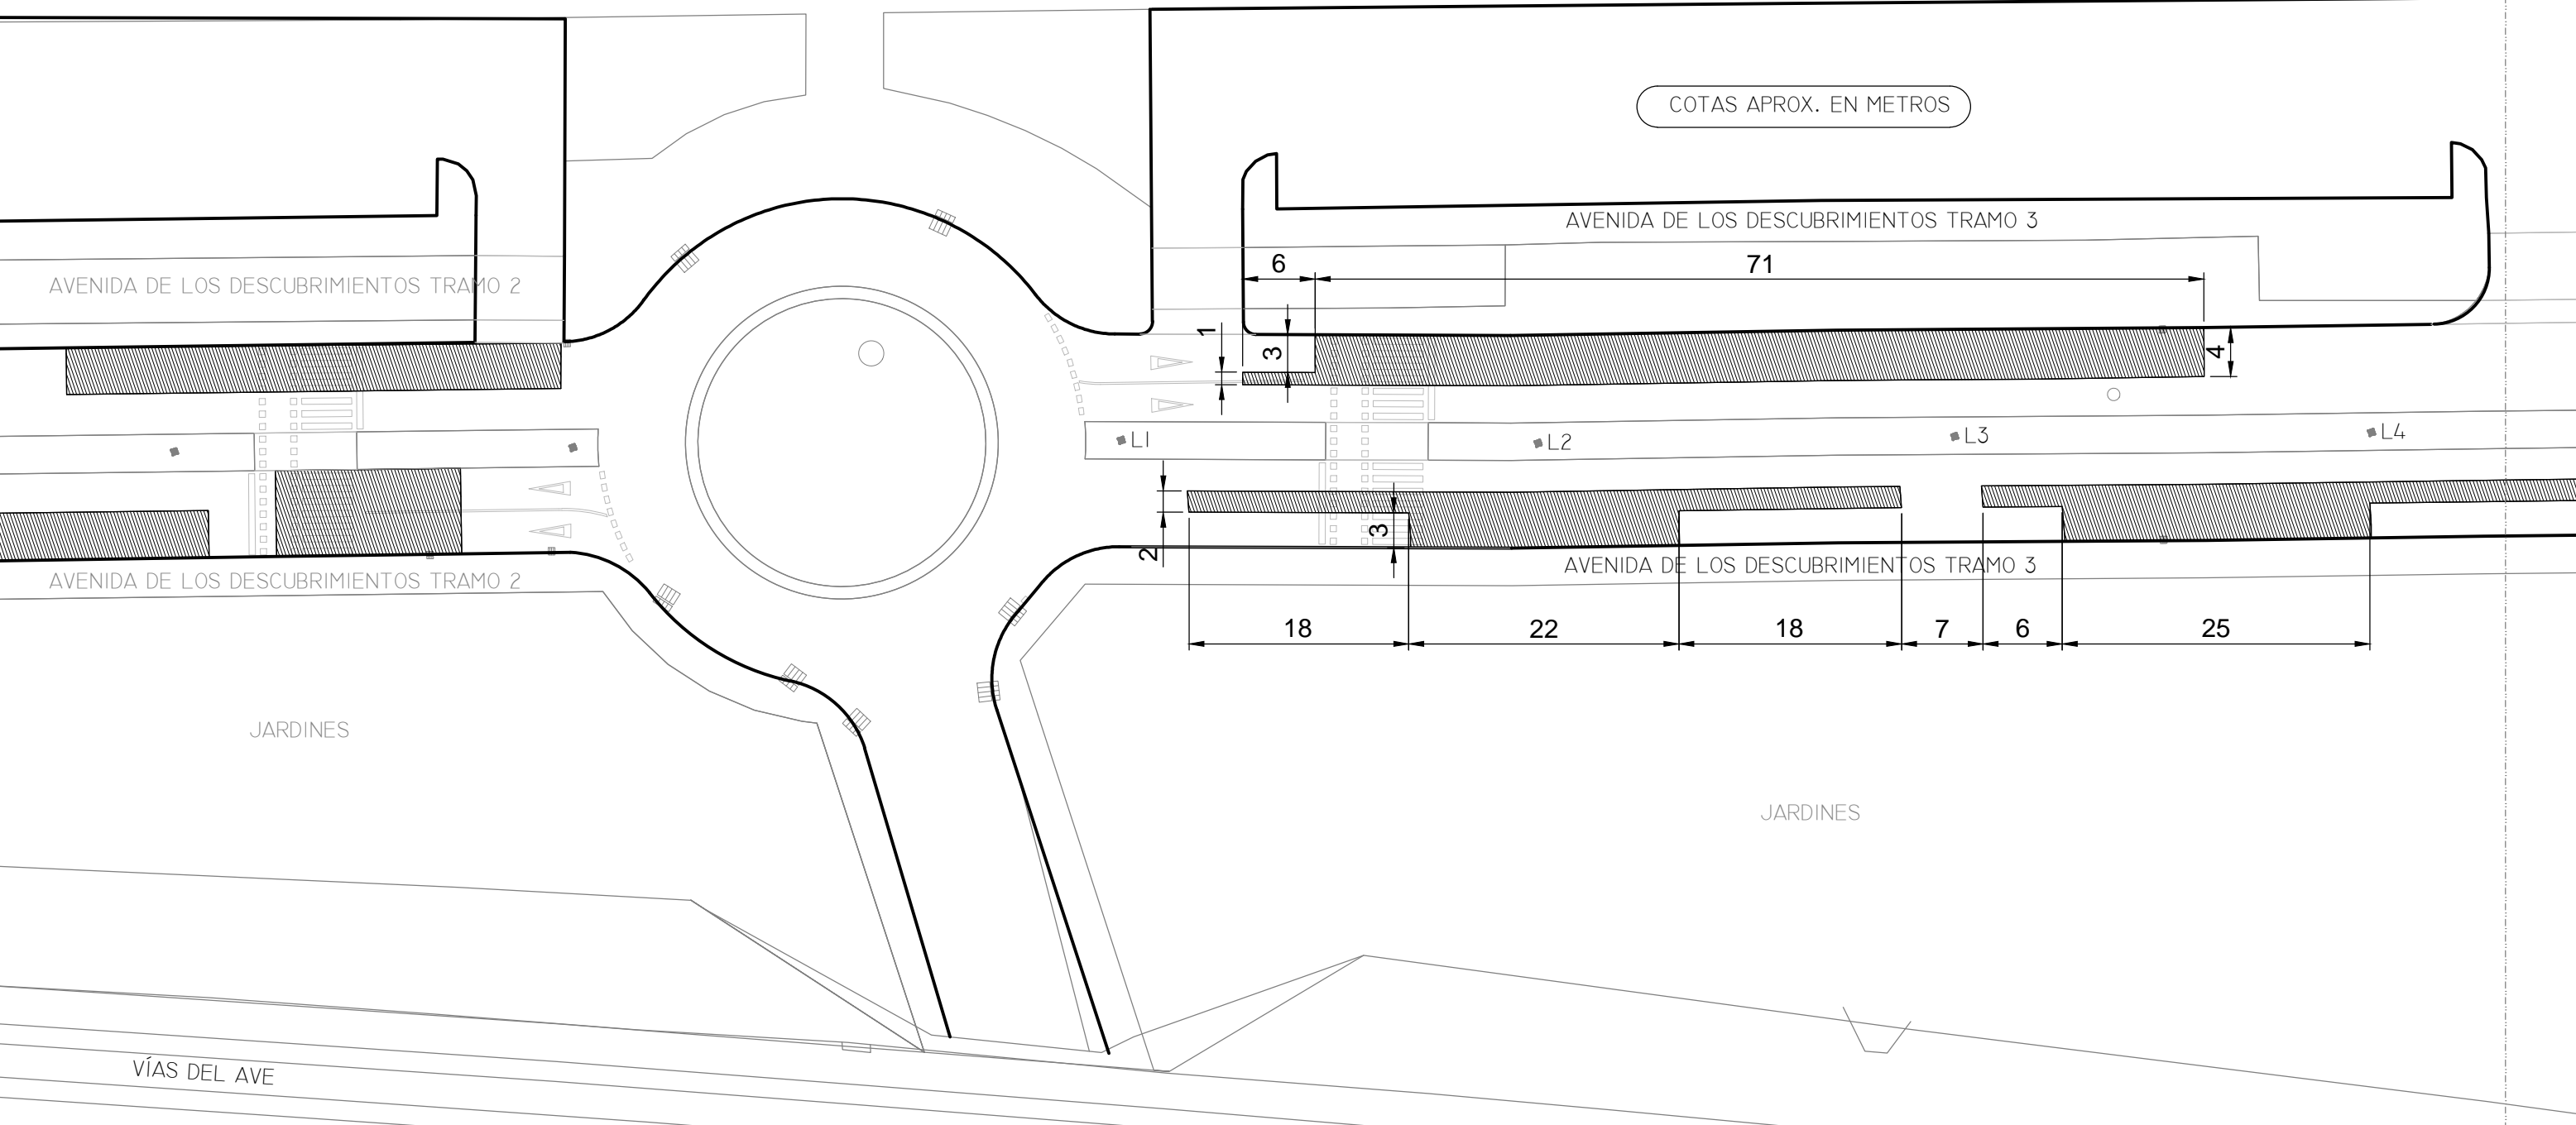 COTAS APROX. EN METROS
AVENIDA DE LOS DESCUBRIMIENTOS TRAMO 3
AVENIDA DE LOS DESCUBRIMIENTOS TRAMO 2
6
71
1
3
4
L1
L2
L3
L4
2
3
AVENIDA DE LOS DESCUBRIMIENTOS TRAMO 2
AVENIDA DE LOS DESCUBRIMIENTOS TRAMO 3
18
22
18
7
6
25
JARDINES
JARDINES
VÍAS DEL AVE